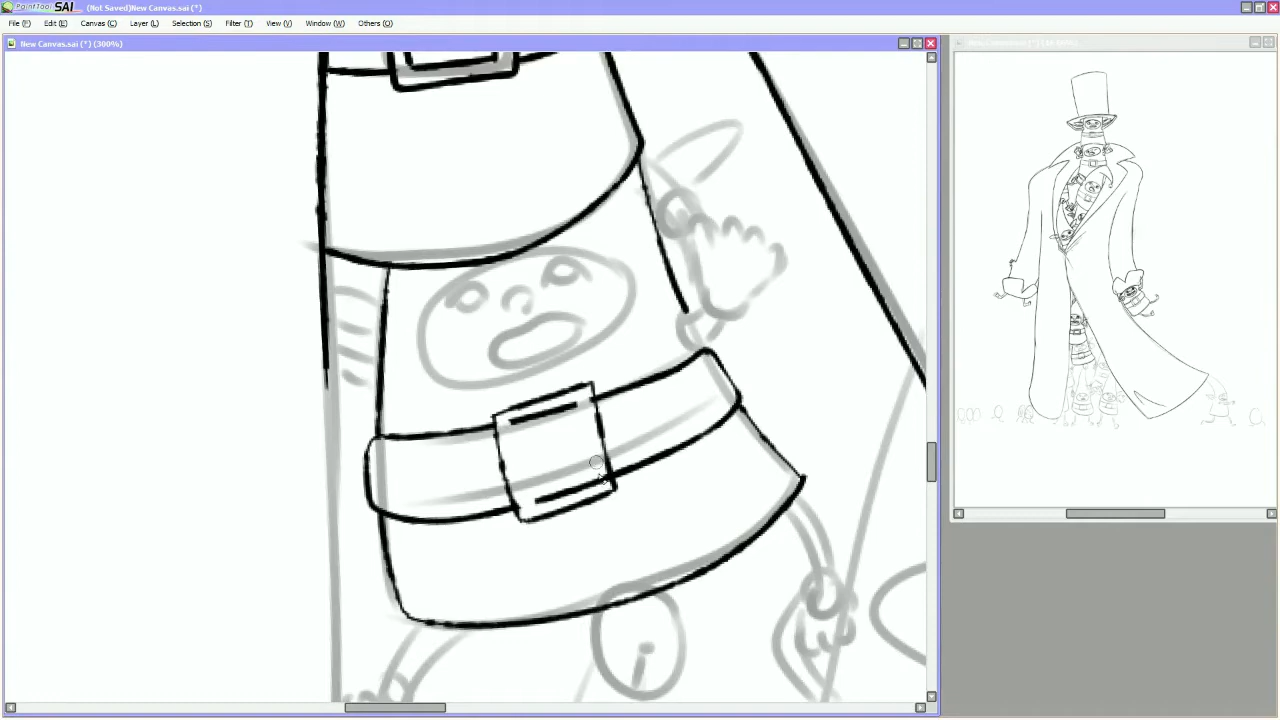 PaintTool SAI (Not Saved)New Canvas.sai (*)
File (F) Edit (E) Canvas (C) Layer (L) Selection (S) Filter (T) View (V) Window (W) Others (O)
New Canvas.sai (*) (300%)